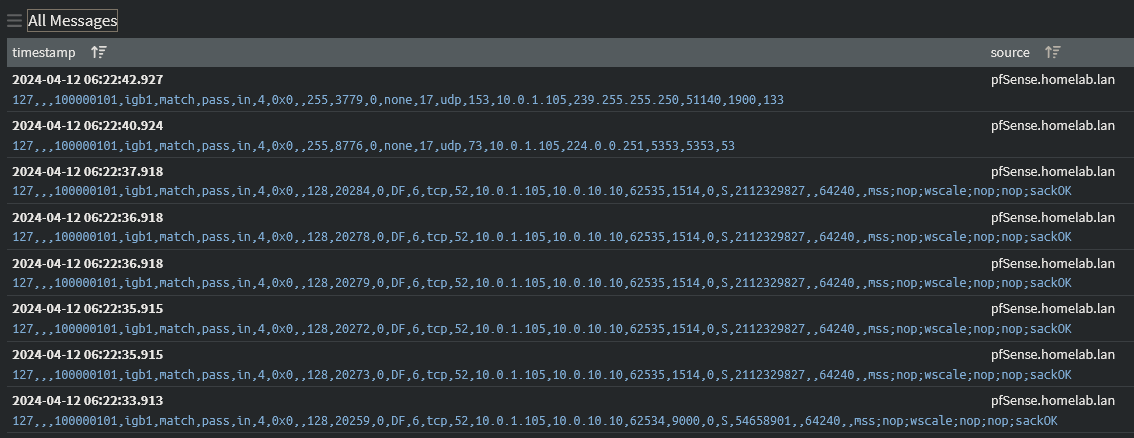 All Messages
timestamp source
2024-04-12 06:22:42.927 pfSense.homelab.lan
127,,,100000101,igb1,match,pass,in,4,0x0,,255,3779,0,none,17,udp,153,10.0.1.105,239.255.255.250,51140,1900,133
2024-04-12 06:22:40.924 pfSense.homelab.lan
127,,,100000101,igb1,match,pass,in,4,0x0,,255,8776,0,none,17,udp,73,10.0.1.105,224.0.0.251,5353,5353,53
2024-04-12 06:22:37.918 pfSense.homelab.lan
127,,,100000101,igb1,match,pass,in,4,0x0,,128,20284,0,DF,6,tcp,52,10.0.1.105,10.0.10.10,62535,1514,0,S,2112329827,,64240,,mss;nop;wscale;nop;nop;sackOK
2024-04-12 06:22:36.918 pfSense.homelab.lan
127,,,100000101,igb1,match,pass,in,4,0x0,,128,20278,0,DF,6,tcp,52,10.0.1.105,10.0.10.10,62535,1514,0,S,2112329827,,64240,,mss;nop;wscale;nop;nop;sackOK
2024-04-12 06:22:36.918 pfSense.homelab.lan
127,,,100000101,igb1,match,pass,in,4,0x0,,128,20279,0,DF,6,tcp,52,10.0.1.105,10.0.10.10,62535,1514,0,S,2112329827,,64240,,mss;nop;wscale;nop;nop;sackOK
2024-04-12 06:22:35.915 pfSense.homelab.lan
127,,,100000101,igb1,match,pass,in,4,0x0,,128,20272,0,DF,6,tcp,52,10.0.1.105,10.0.10.10,62535,1514,0,S,2112329827,,64240,,mss;nop;wscale;nop;nop;sackOK
2024-04-12 06:22:35.915 pfSense.homelab.lan
127,,,100000101,igb1,match,pass,in,4,0x0,,128,20273,0,DF,6,tcp,52,10.0.1.105,10.0.10.10,62535,1514,0,S,2112329827,,64240,,mss;nop;wscale;nop;nop;sackOK
2024-04-12 06:22:33.913 pfSense.homelab.lan
127,,,100000101,igb1,match,pass,in,4,0x0,,128,20259,0,DF,6,tcp,52,10.0.1.105,10.0.10.10,62534,9000,0,S,54658901,,64240,,mss;nop;wscale;nop;nop;sackOK